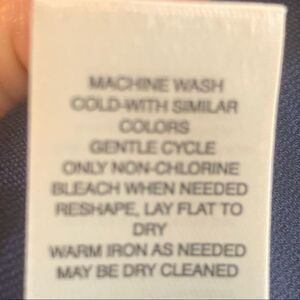 MACHINE WASH
COLD-WITH SIMILAR
COLORS
GENTLE CYCLE
ONLY NON-CHLORINE
BLEACH WHEN NEEDED
RESHAPE, LAY FLAT TO
DRY
WARM IRON AS NEEDED
MAY BE DRY CLEANED